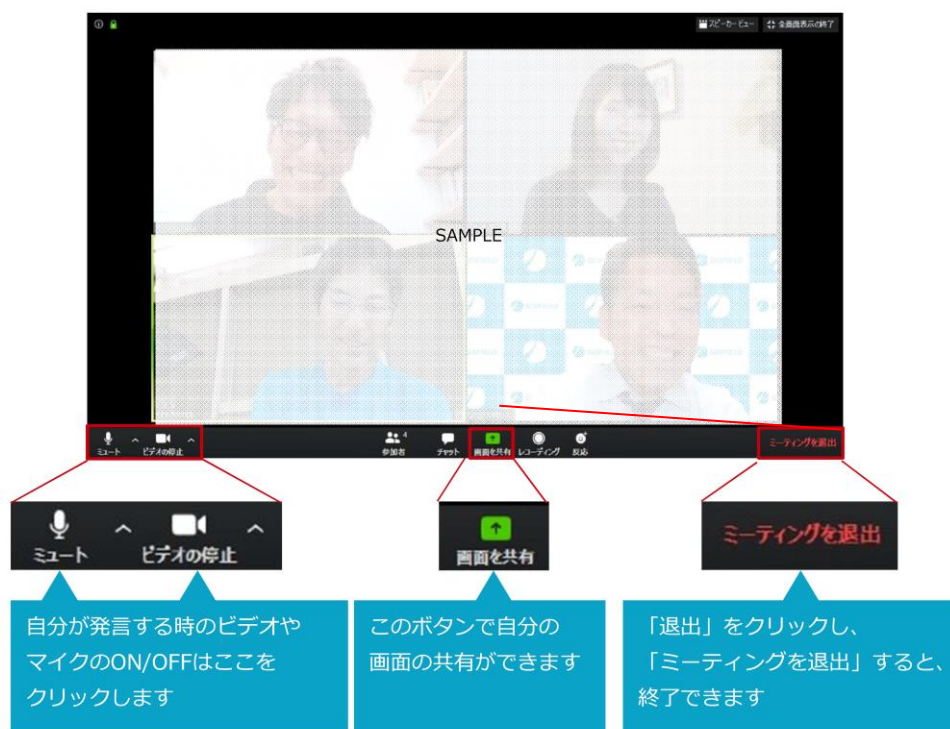 スピーカービュー 全画面表示の終了
SAMPLE
ミュート ビデオの停止 参加者 4 チャット 画面を共有 レコーディング 反応 ミーティングを退出
ミュート ビデオの停止
画面を共有
ミーティングを退出
自分が発言する時のビデオや
マイクのON/OFFはここを
クリックします
このボタンで自分の
画面の共有ができます
「退出」をクリックし、
「ミーティングを退出」すると、
終了できます